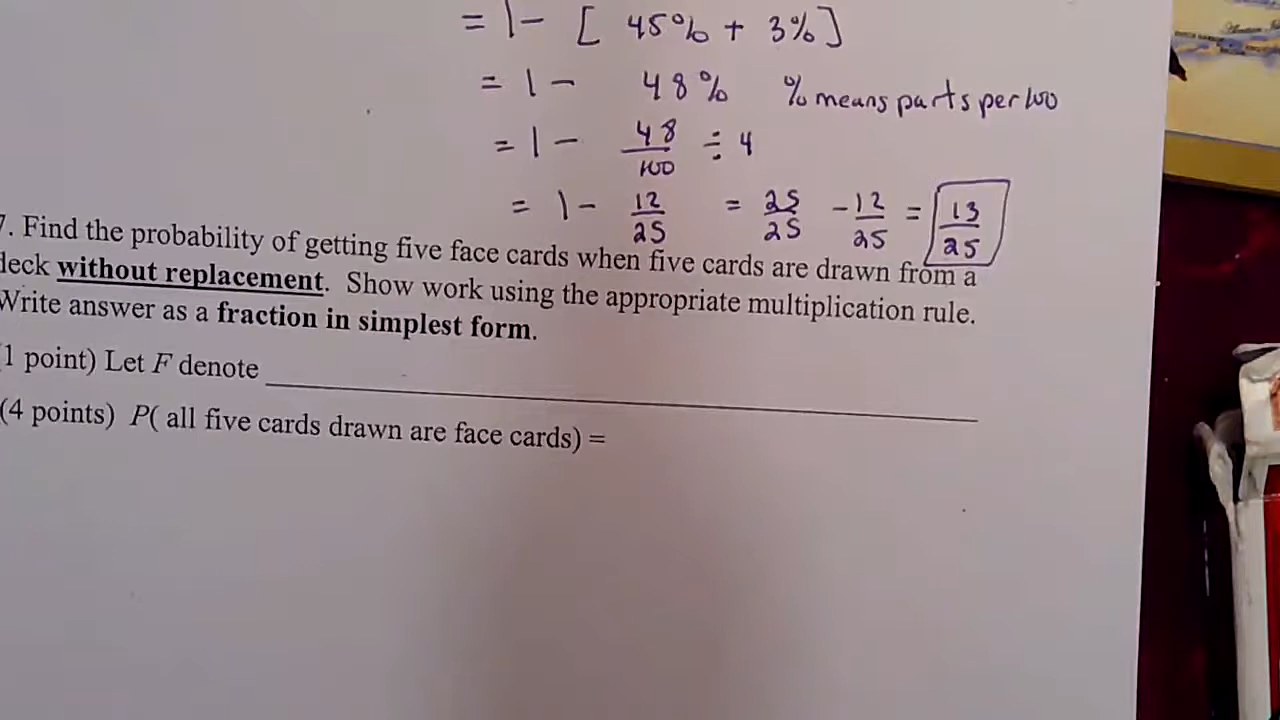 = 1 - [ 45% + 3% ]
= 1 - 48% % means parts per 100
= 1 - 48/100 ÷ 4
= 1 - 12/25 = 25/25 - 12/25 = 13/25
7. Find the probability of getting five face cards when five cards are drawn from a
deck without replacement. Show work using the appropriate multiplication rule.
Write answer as a fraction in simplest form.
(1 point) Let F denote
(4 points) P( all five cards drawn are face cards) =